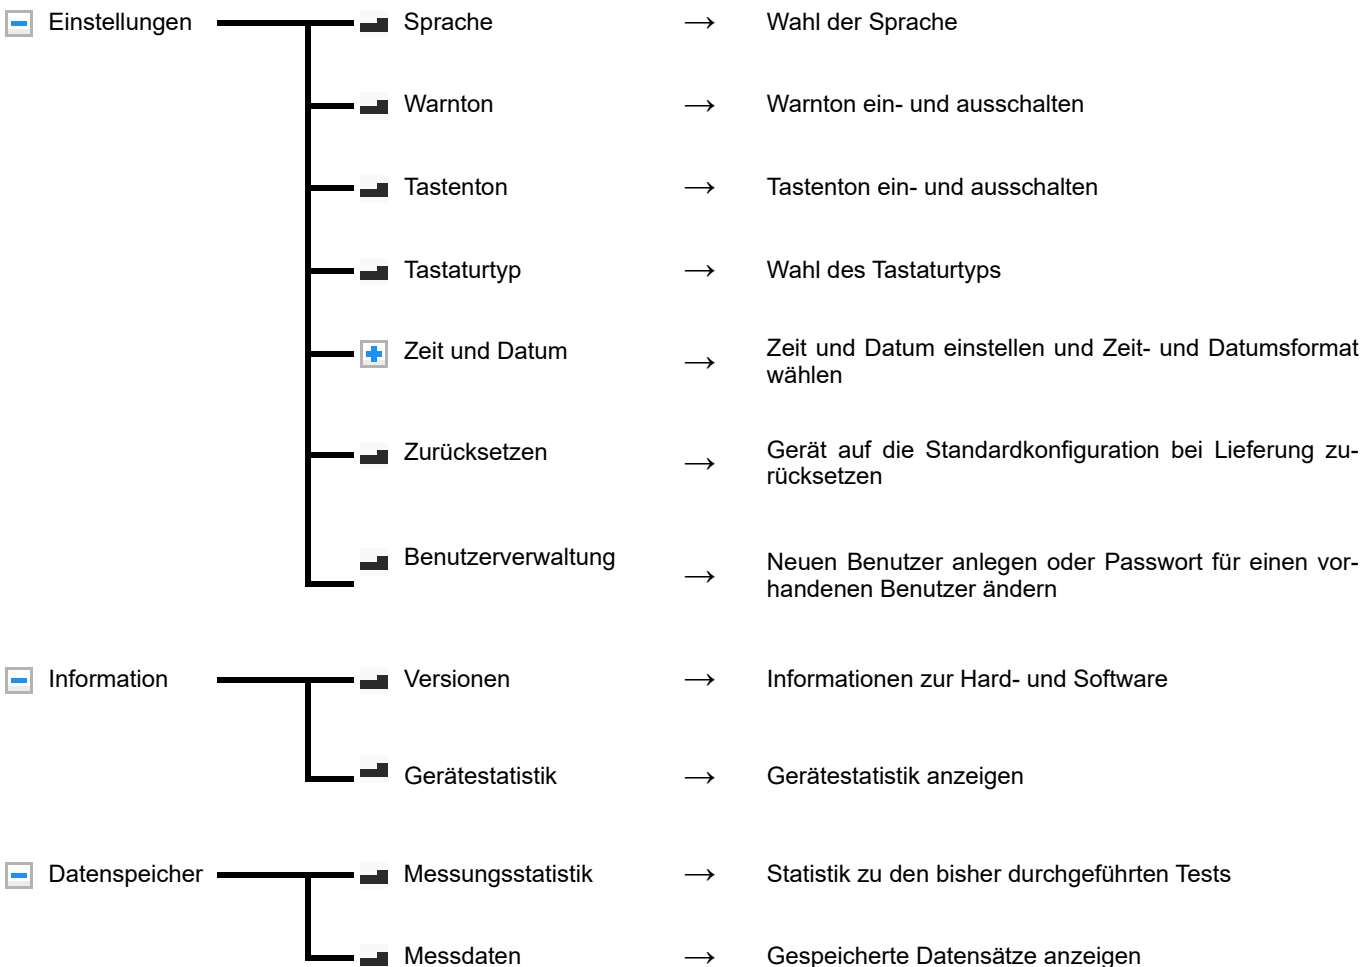 Einstellungen Sprache → Wahl der Sprache
Warnton → Warnton ein- und ausschalten
Tastenton → Tastenton ein- und ausschalten
Tastaturtyp → Wahl des Tastaturtyps
Zeit und Datum → Zeit und Datum einstellen und Zeit- und Datumsformat
wählen
Zurücksetzen → Gerät auf die Standardkonfiguration bei Lieferung zu-
rücksetzen
Benutzerverwaltung → Neuen Benutzer anlegen oder Passwort für einen vor-
handenen Benutzer ändern
Information Versionen → Informationen zur Hard- und Software
Gerätestatistik → Gerätestatistik anzeigen
Datenspeicher Messungsstatistik → Statistik zu den bisher durchgeführten Tests
Messdaten → Gespeicherte Datensätze anzeigen